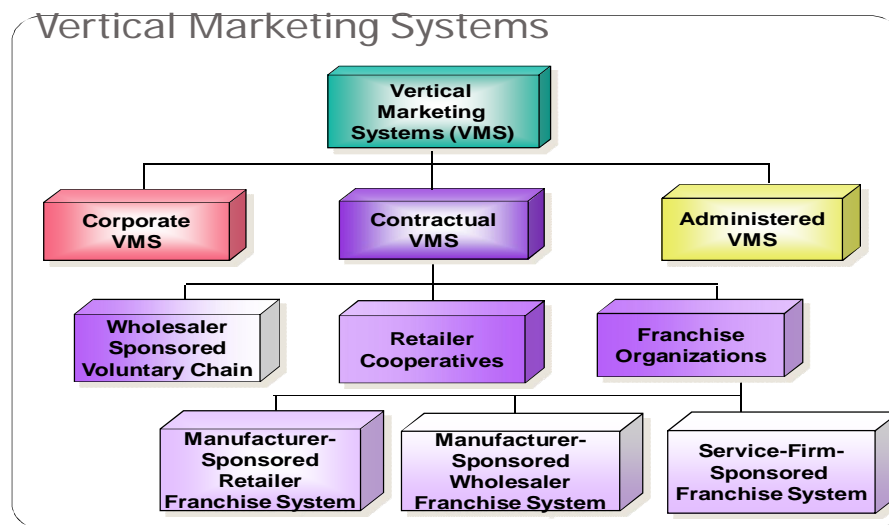 Vertical Marketing Systems
Vertical
Marketing
Systems (VMS)
Corporate
VMS
Contractual
VMS
Administered
VMS
Wholesaler
Sponsored
Voluntary Chain
Retailer
Cooperatives
Franchise
Organizations
Manufacturer-
Sponsored
Retailer
Franchise System
Manufacturer-
Sponsored
Wholesaler
Franchise System
Service-Firm-
Sponsored
Franchise System